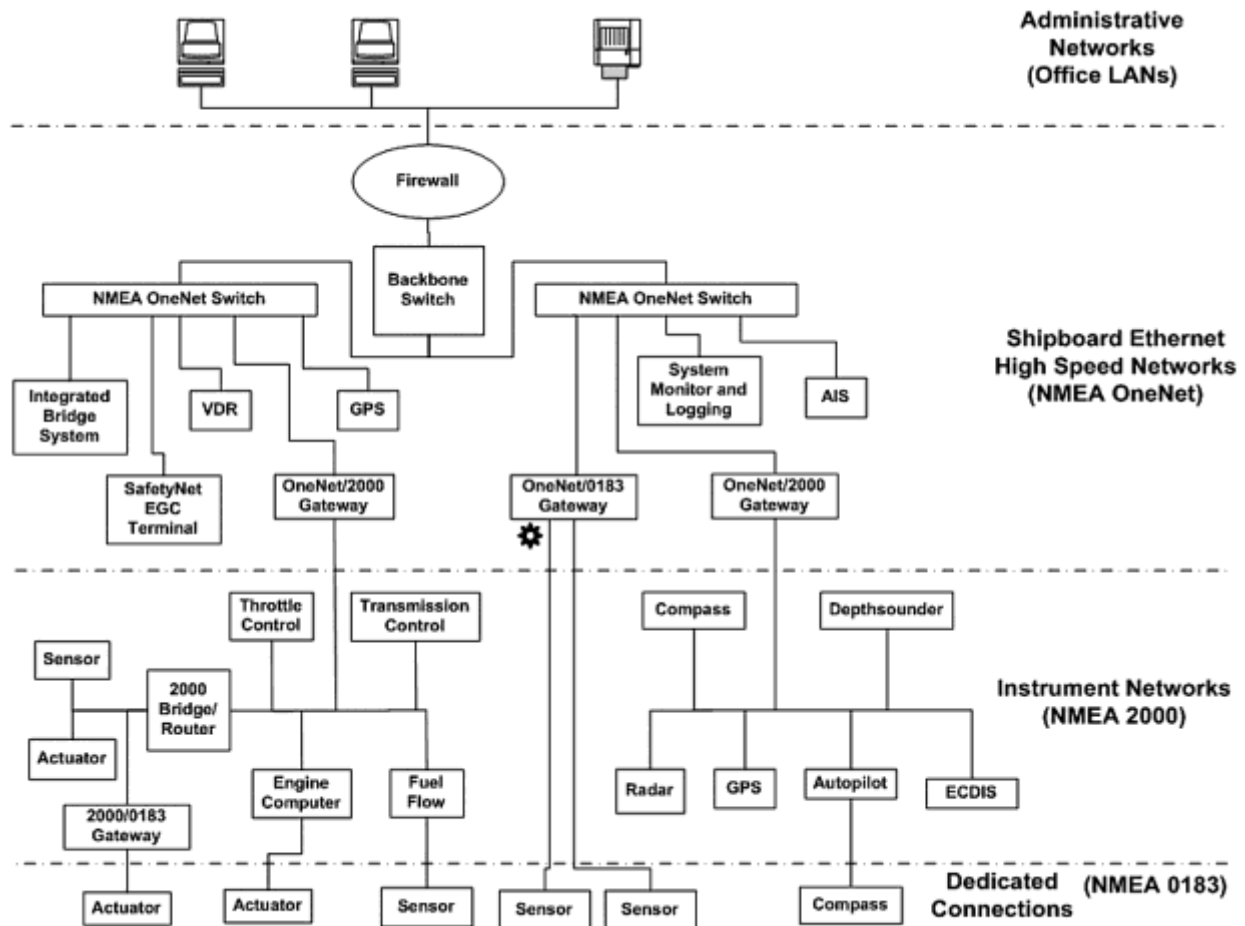 Administrative
Networks
(Office LANs)
Firewall
Backbone
Switch
NMEA OneNet Switch
NMEA OneNet Switch
Shipboard Ethernet
High Speed Networks
(NMEA OneNet)
Integrated
Bridge
System
VDR
GPS
System
Monitor and
Logging
AIS
SafetyNet
EGC
Terminal
OneNet/2000
Gateway
OneNet/0183
Gateway
OneNet/2000
Gateway
Throttle
Control
Transmission
Control
Compass
Depthsounder
Sensor
2000
Bridge/
Router
Instrument Networks
(NMEA 2000)
Actuator
Engine
Computer
Fuel
Flow
Radar
GPS
Autopilot
ECDIS
2000/0183
Gateway
Actuator
Actuator
Sensor
Sensor
Sensor
Compass
Dedicated
Connections
(NMEA 0183)